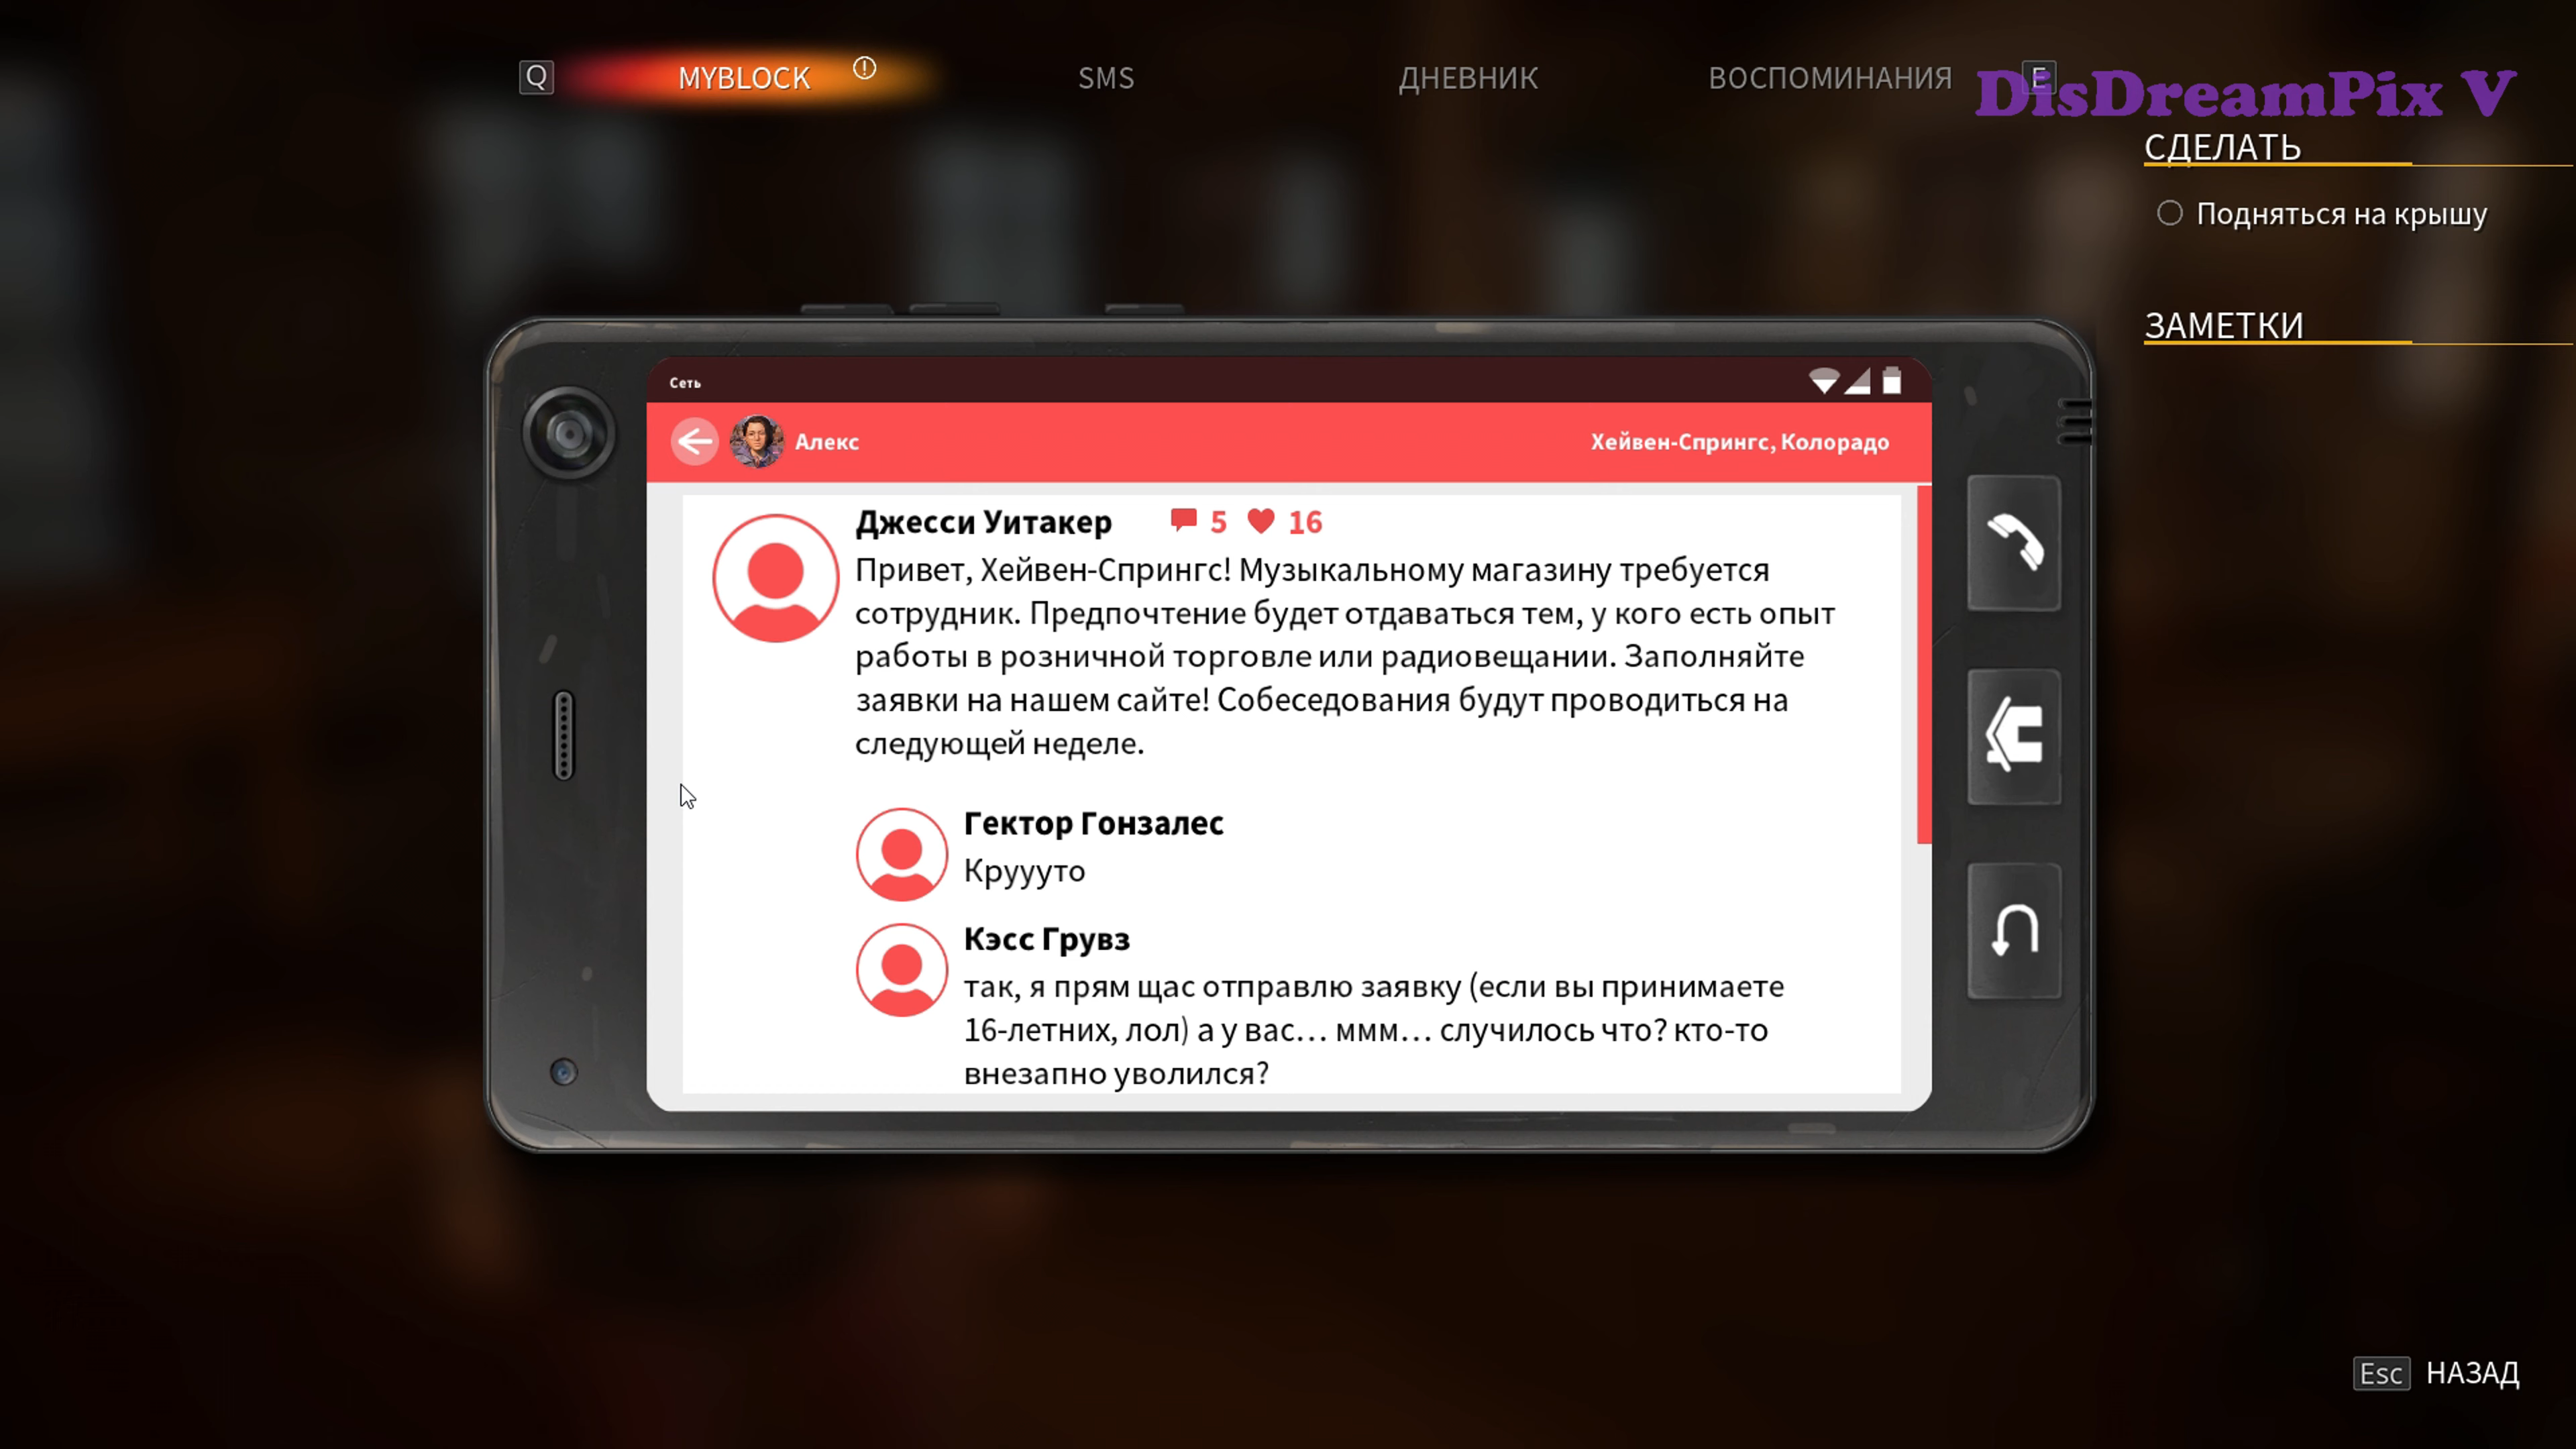 Q MYBLOCK SMS ДНЕВНИК ВОСПОМИНАНИЯ E
DisDreamPix V
СДЕЛАТЬ
Подняться на крышу
ЗАМЕТКИ
Сеть
Алекс Хейвен-Спрингс, Колорадо
Джесси Уитакер 5 16
Привет, Хейвен-Спрингс! Музыкальному магазину требуется
сотрудник. Предпочтение будет отдаваться тем, у кого есть опыт
работы в розничной торговле или радиовещании. Заполняйте
заявки на нашем сайте! Собеседования будут проводиться на
следующей неделе.
Гектор Гонзалес
Круууто
Кэсс Грувз
так, я прям щас отправлю заявку (если вы принимаете
16-летних, лол) а у вас... ммм... случилось что? кто-то
внезапно уволился?
Esc НАЗАД